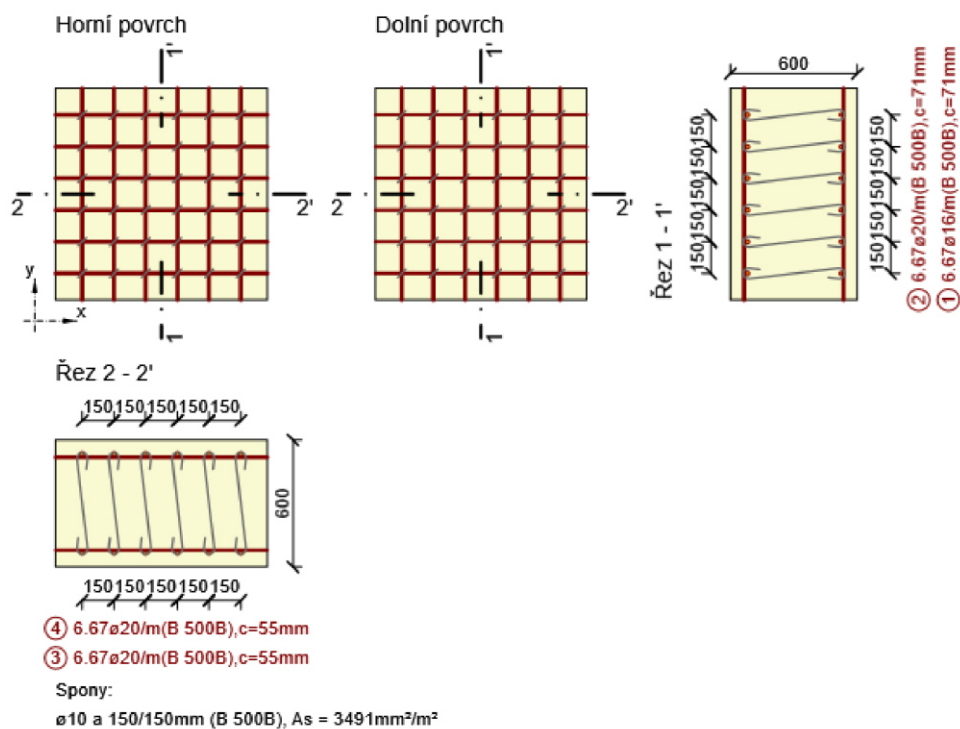 Horní povrch
1'
2
2'
y
x
1
Dolní povrch
1'
2
2'
1
600
150
150
150
150
150
150
150
150
150
150
Řez 1 - 1'
② 6.67ø20/m(B 500B),c=71mm
① 6.67ø16/m(B 500B),c=71mm
Řez 2 - 2'
150 150 150 150 150
600
150 150 150 150 150
④ 6.67ø20/m(B 500B),c=55mm
③ 6.67ø20/m(B 500B),c=55mm
Spony:
ø10 a 150/150mm (B 500B), As = 3491mm²/m²